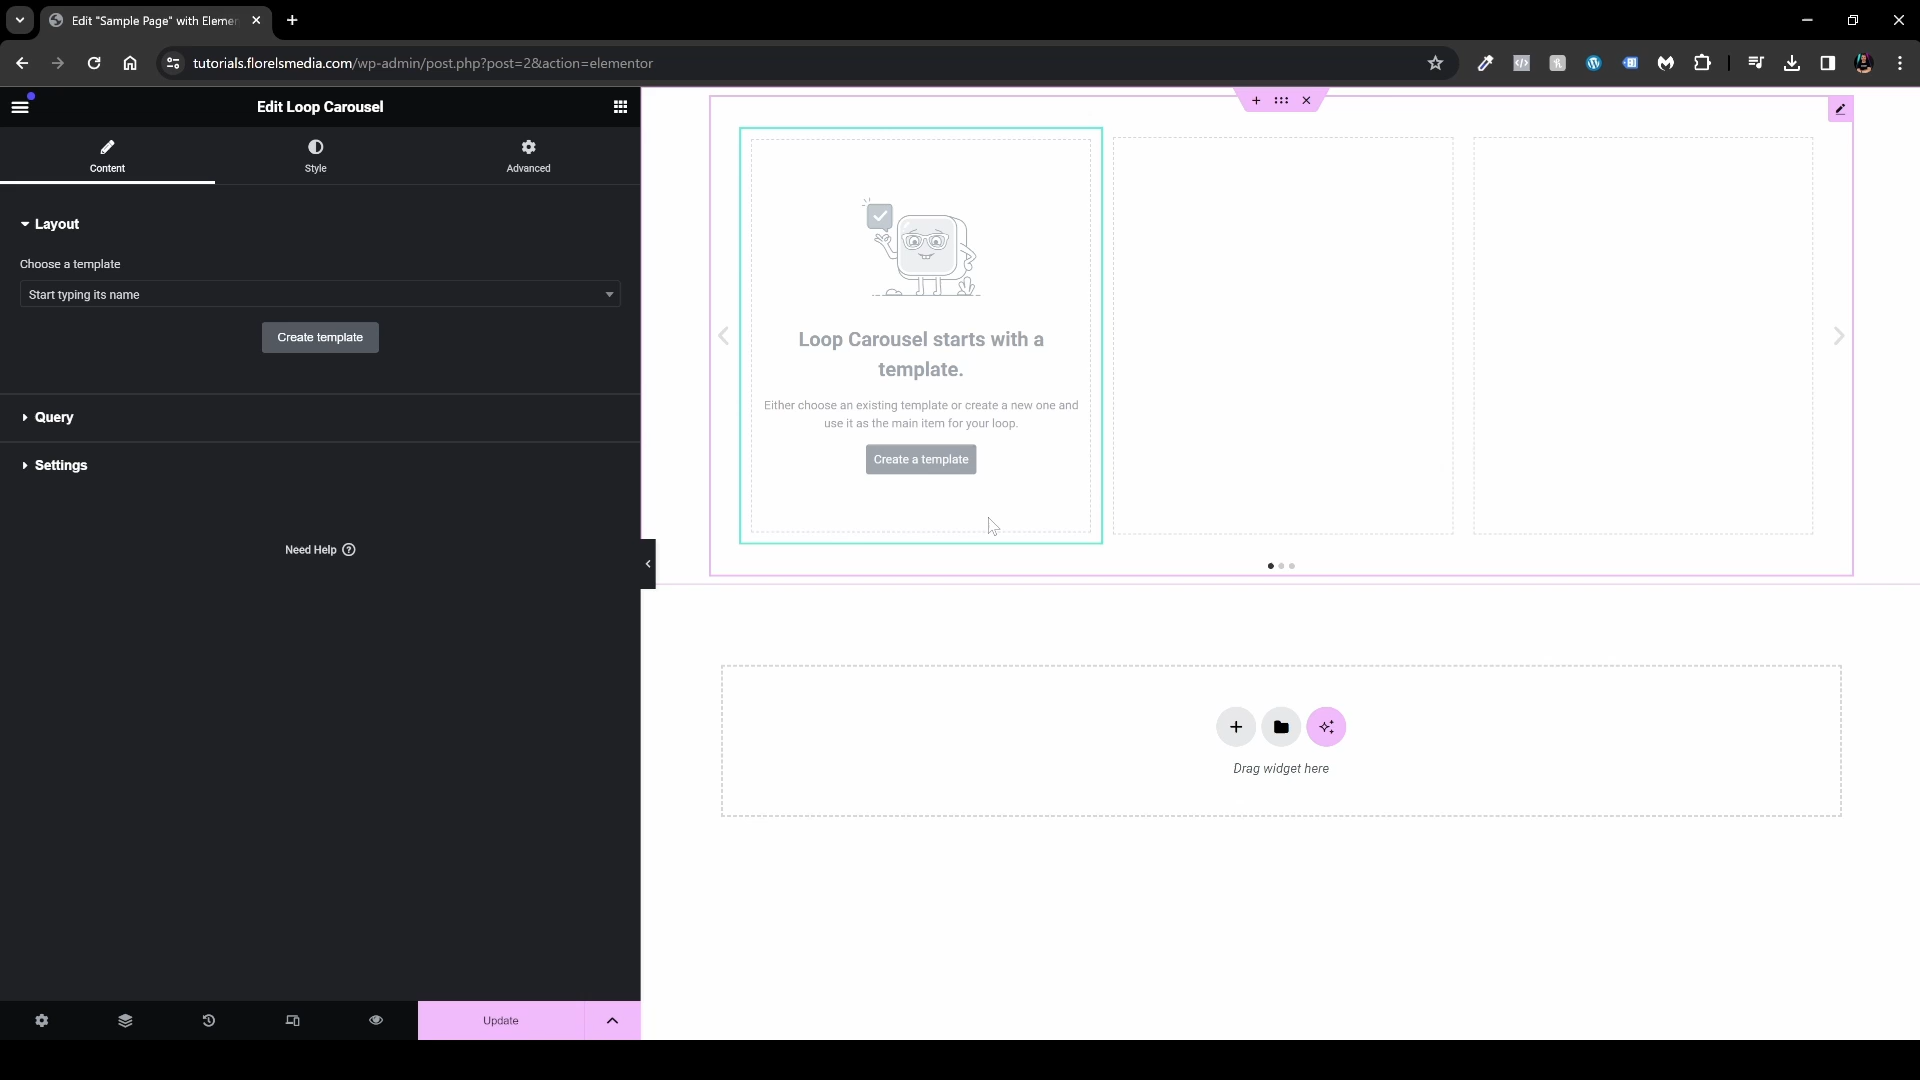 Edit "Sample Page" with Elemen
tutorials.florelsmedia.com/wp-admin/post.php?post=2&action=elementor
Edit Loop Carousel
Content
Style
Advanced
Layout
Choose a template
Start typing its name
Create template
Query
Settings
Need Help
Update
Loop Carousel starts with a
template.
Either choose an existing template or create a new one and
use it as the main item for your loop.
Create a template
Drag widget here